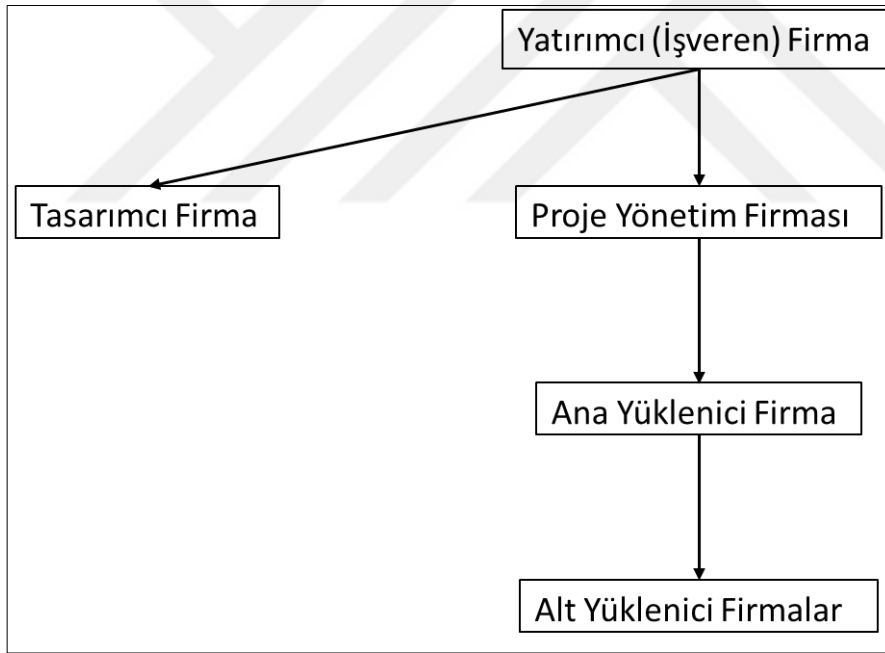 Yatırımcı (İşveren) Firma
Tasarımcı Firma
Proje Yönetim Firması
Ana Yüklenici Firma
Alt Yüklenici Firmalar